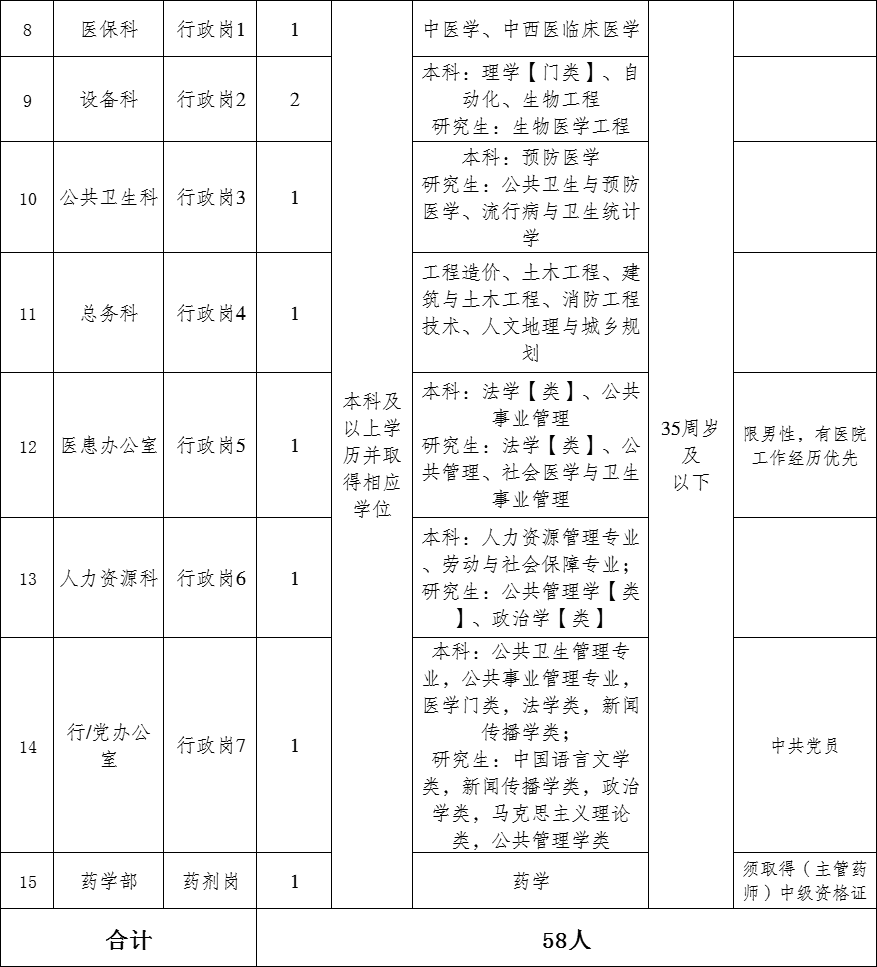 8 医保科 行政岗1 1 中医学、中西医临床医学
9 设备科 行政岗2 2 本科：理学【门类】、自
动化、生物工程
研究生：生物医学工程
10 公共卫生科 行政岗3 1 本科：预防医学
研究生：公共卫生与预防
医学、流行病与卫生统计
学
11 总务科 行政岗4 1 工程造价、土木工程、建
筑与土木工程、消防工程
技术、人文地理与城乡规
划
本科及
以上学
历并取
得相应
学位
12 医患办公室 行政岗5 1 本科：法学【类】、公共
事业管理
研究生：法学【类】、公
共管理、社会医学与卫生
事业管理
35周岁
及
以下
限男性，有医院
工作经历优先
13 人力资源科 行政岗6 1 本科：人力资源管理专业
、劳动与社会保障专业；
研究生：公共管理学【类
】、政治学【类】
14 行/党办公
室 行政岗7 1 本科：公共卫生管理专
业，公共事业管理专业，
医学门类，法学类，新闻
传播学类；
研究生：中国语言文学
类，新闻传播学类，政治
学类，马克思主义理论
类，公共管理学类
中共党员
15 药学部 药剂岗 1 药学 须取得（主管药
师）中级资格证
合计 58人